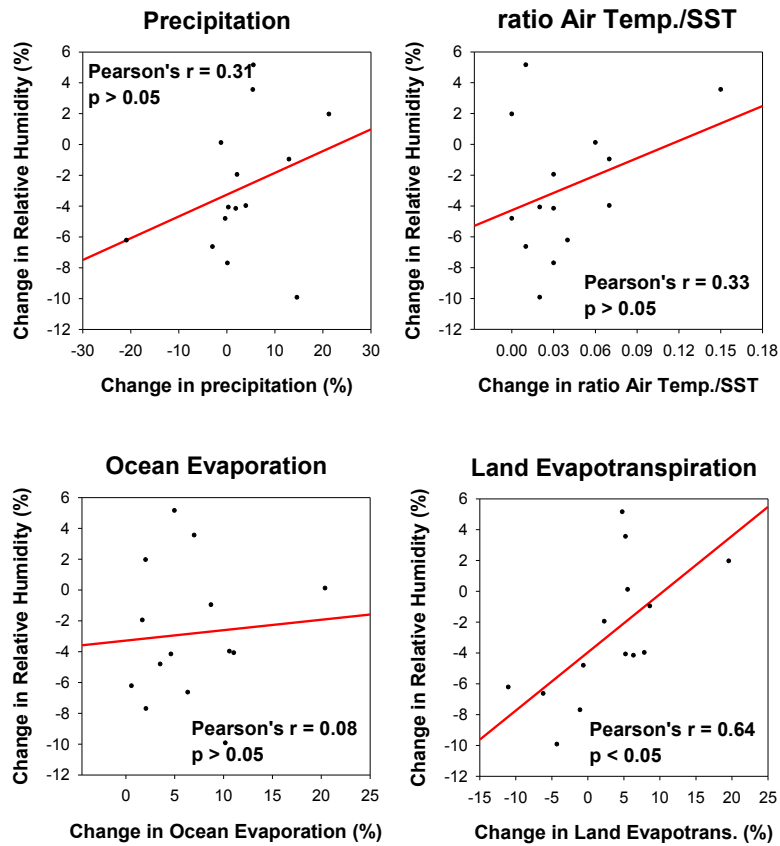 Precipitation
Change in Relative Humidity (%)
6
4
2
0
-2
-4
-6
-8
-10
-12
Pearson's r = 0.31
p > 0.05
-30 -20 -10 0 10 20 30
Change in precipitation (%)
ratio Air Temp./SST
Change in Relative Humidity (%)
6
4
2
0
-2
-4
-6
-8
-10
-12
Pearson's r = 0.33
p > 0.05
0.00 0.03 0.06 0.09 0.12 0.15 0.18
Change in ratio Air Temp./SST
Ocean Evaporation
Change in Relative Humidity (%)
6
4
2
0
-2
-4
-6
-8
-10
-12
Pearson's r = 0.08
p > 0.05
0 5 10 15 20 25
Change in Ocean Evaporation (%)
Land Evapotranspiration
Change in Relative Humidity (%)
6
4
2
0
-2
-4
-6
-8
-10
-12
Pearson's r = 0.64
p < 0.05
-15 -10 -5 0 5 10 15 20 25
Change in Land Evapotrans. (%)